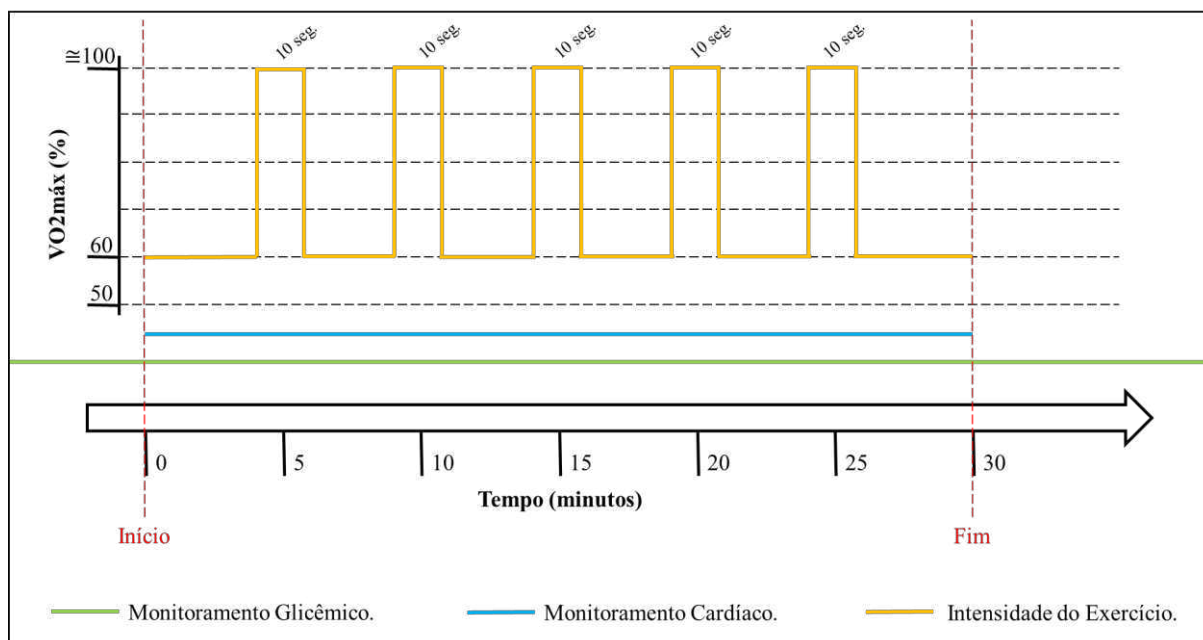 10 seg.
10 seg.
10 seg.
10 seg.
10 seg.
≅100
VO2máx (%)
60
50
0
5
10
15
20
25
30
Tempo (minutos)
Início
Fim
Monitoramento Glicêmico.
Monitoramento Cardíaco.
Intensidade do Exercício.